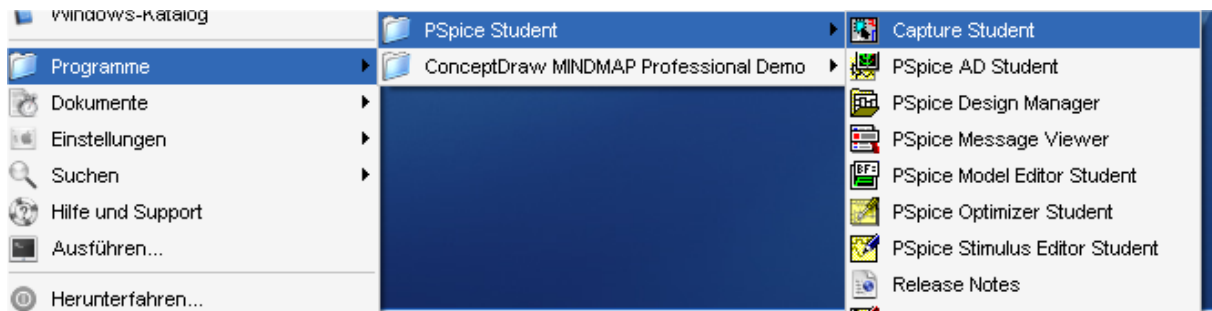 Windows-Katalog
Programme
Dokumente
Einstellungen
Suchen
Hilfe und Support
Ausführen...
Herunterfahren...
PSpice Student
ConceptDraw MINDMAP Professional Demo
Capture Student
PSpice AD Student
PSpice Design Manager
PSpice Message Viewer
PSpice Model Editor Student
PSpice Optimizer Student
PSpice Stimulus Editor Student
Release Notes